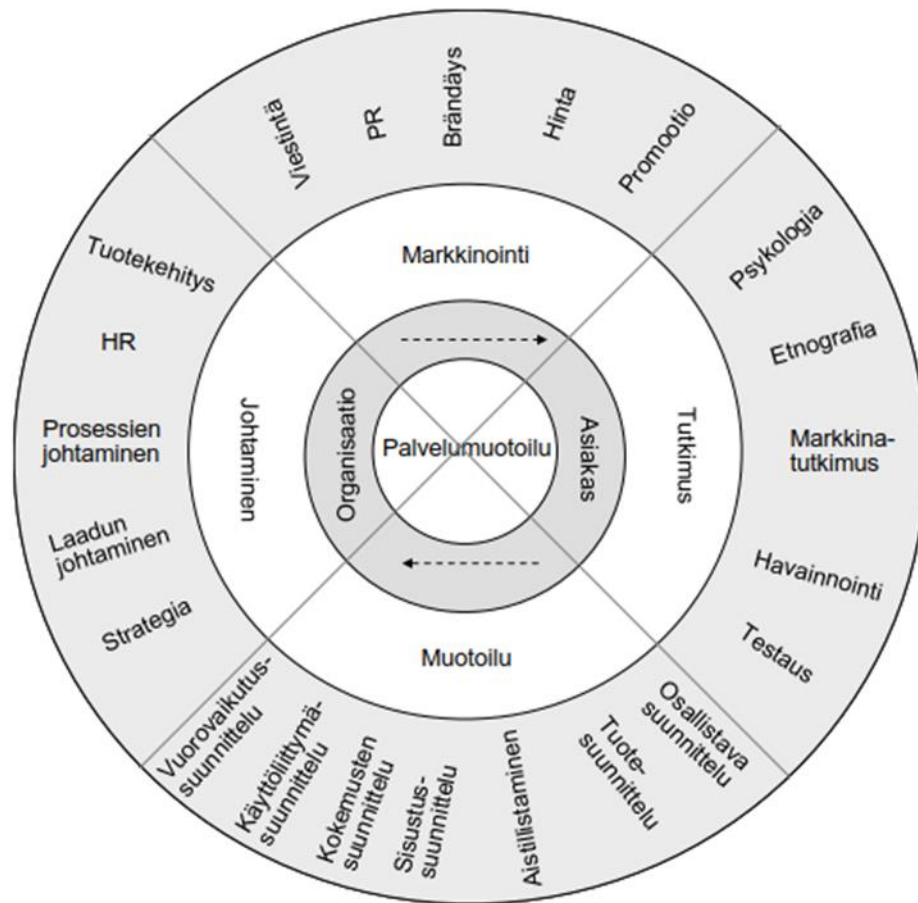 Viestintä
PR
Brändäys
Hinta
Promootio
Psykologia
Etnografia
Markkina-
tutkimus
Havainnointi
Testaus
Osallistava
suunnittelu
Tuote-
suunnittelu
Aistillistaminen
Sisustus-
suunnittelu
Kokemusten
suunnittelu
Käyttöliittymä-
suunnittelu
Vuorovaikutus-
suunnittelu
Strategia
Laadun
johtaminen
Prosessien
johtaminen
HR
Tuotekehitys
Markkinointi
Tutkimus
Muotoilu
Johtaminen
Organisaatio
Asiakas
Palvelumuotoilu